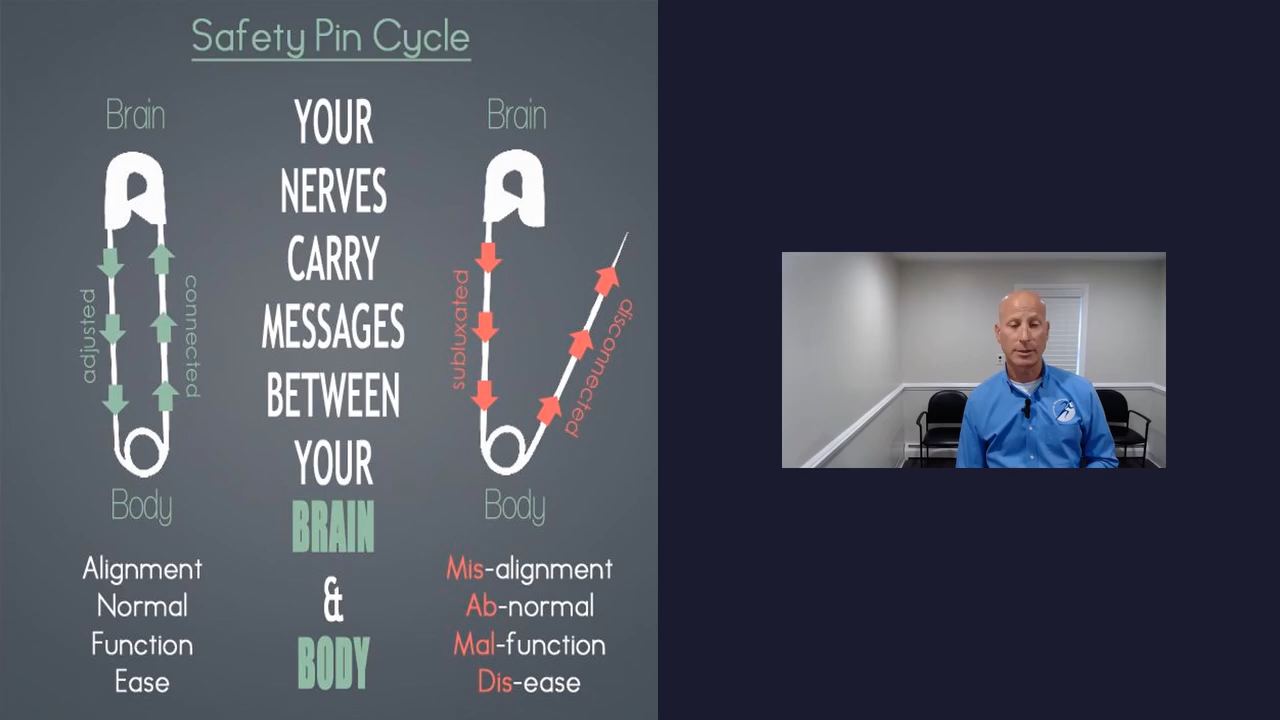 Safety Pin Cycle
Brain
adjusted
connected
Body
Alignment
Normal
Function
Ease
YOUR
NERVES
CARRY
MESSAGES
BETWEEN
YOUR
BRAIN
&
BODY
Brain
subluxated
disconnected
Body
Mis-alignment
Ab-normal
Mal-function
Dis-ease